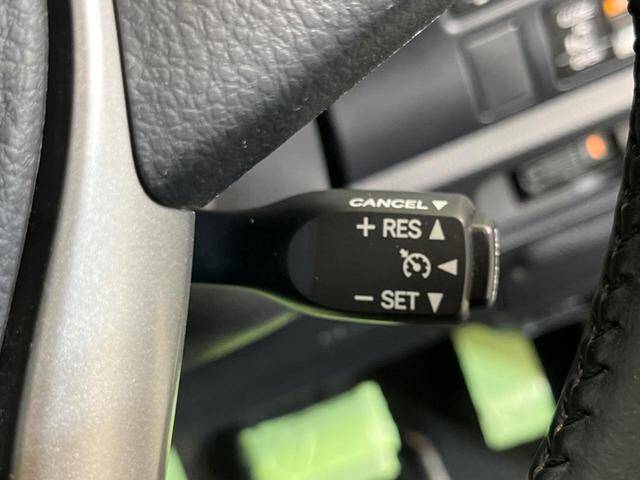 CANCEL▼
+ RES ▲
◀
− SET ▼